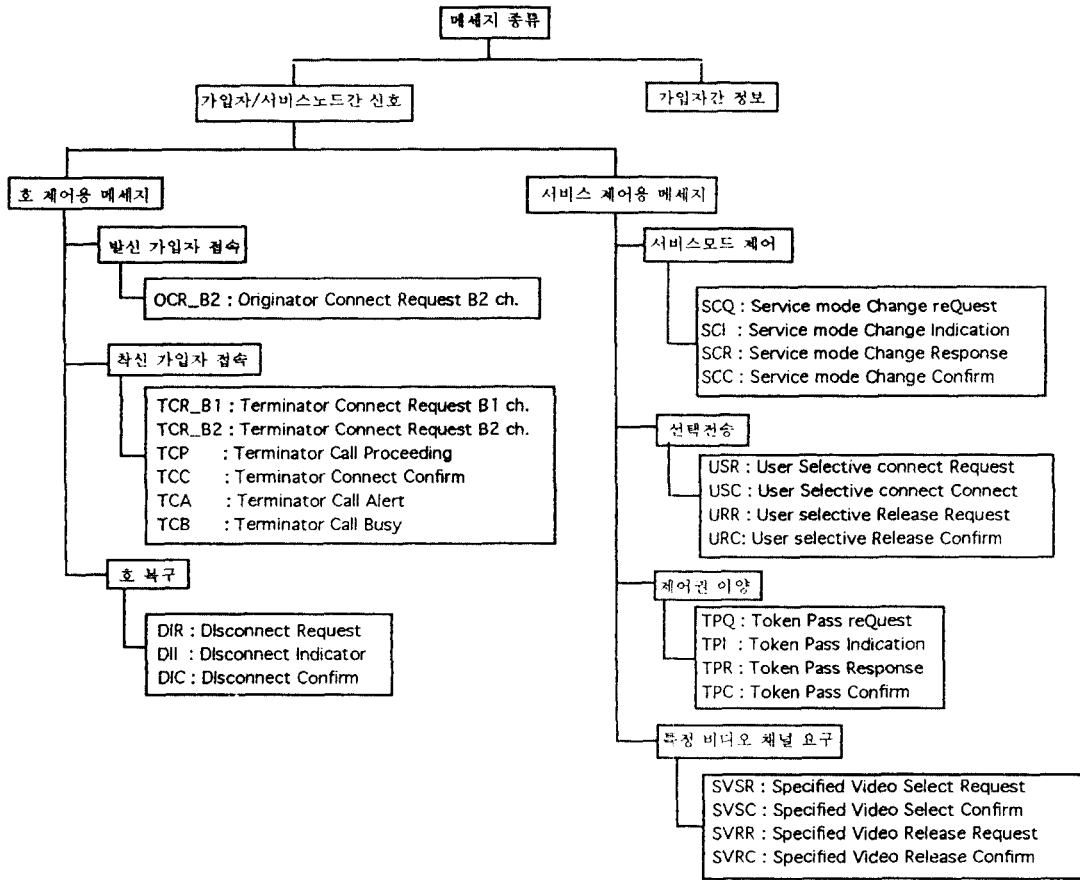 메세지 종류
가입자/서비스노드간 신호
가입자간 정보
호 제어용 메세지
발신 가입자 접속
OCR_B2 : Originator Connect Request B2 ch.
착신 가입자 접속
TCR_B1 : Terminator Connect Request B1 ch.
TCR_B2 : Terminator Connect Request B2 ch.
TCP : Terminator Call Proceeding
TCC : Terminator Connect Confirm
TCA : Terminator Call Alert
TCB : Terminator Call Busy
호 복구
DIR : DIsconnect Request
DII : DIsconnect Indicator
DIC : DIsconnect Confirm
서비스 제어용 메세지
서비스모드 제어
SCQ : Service mode Change reQuest
SCI : Service mode Change Indication
SCR : Service mode Change Response
SCC : Service mode Change Confirm
선택전송
USR : User Selective connect Request
USC : User Selective connect Connect
URR : User selective Release Request
URC: User selective Release Confirm
제어권 이양
TPQ : Token Pass reQuest
TPI : Token Pass Indication
TPR : Token Pass Response
TPC : Token Pass Confirm
특정 비디오 채널 요구
SVSR : Specified Video Select Request
SVSC : Specified Video Select Confirm
SVRR : Specified Video Release Request
SVRC : Specified Video Release Confirm